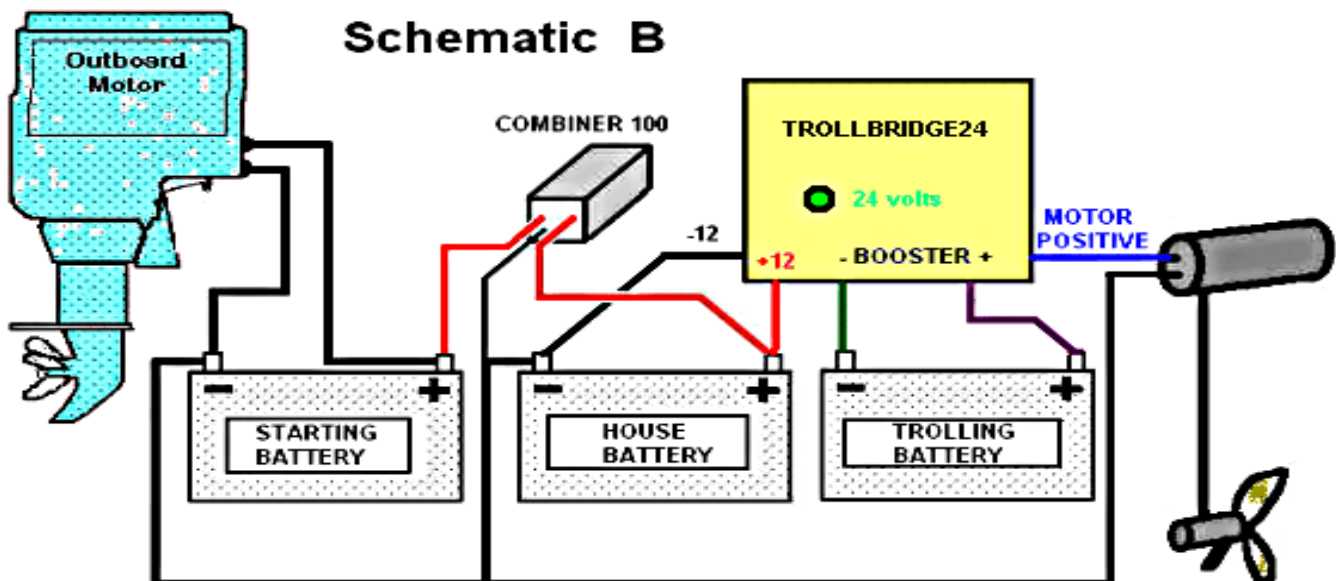 Schematic B
Outboard
Motor
COMBINER 100
TROLLBRIDGE24
24 volts
-12
+12
- BOOSTER +
MOTOR
POSITIVE
- +
STARTING
BATTERY
- +
HOUSE
BATTERY
- +
TROLLING
BATTERY